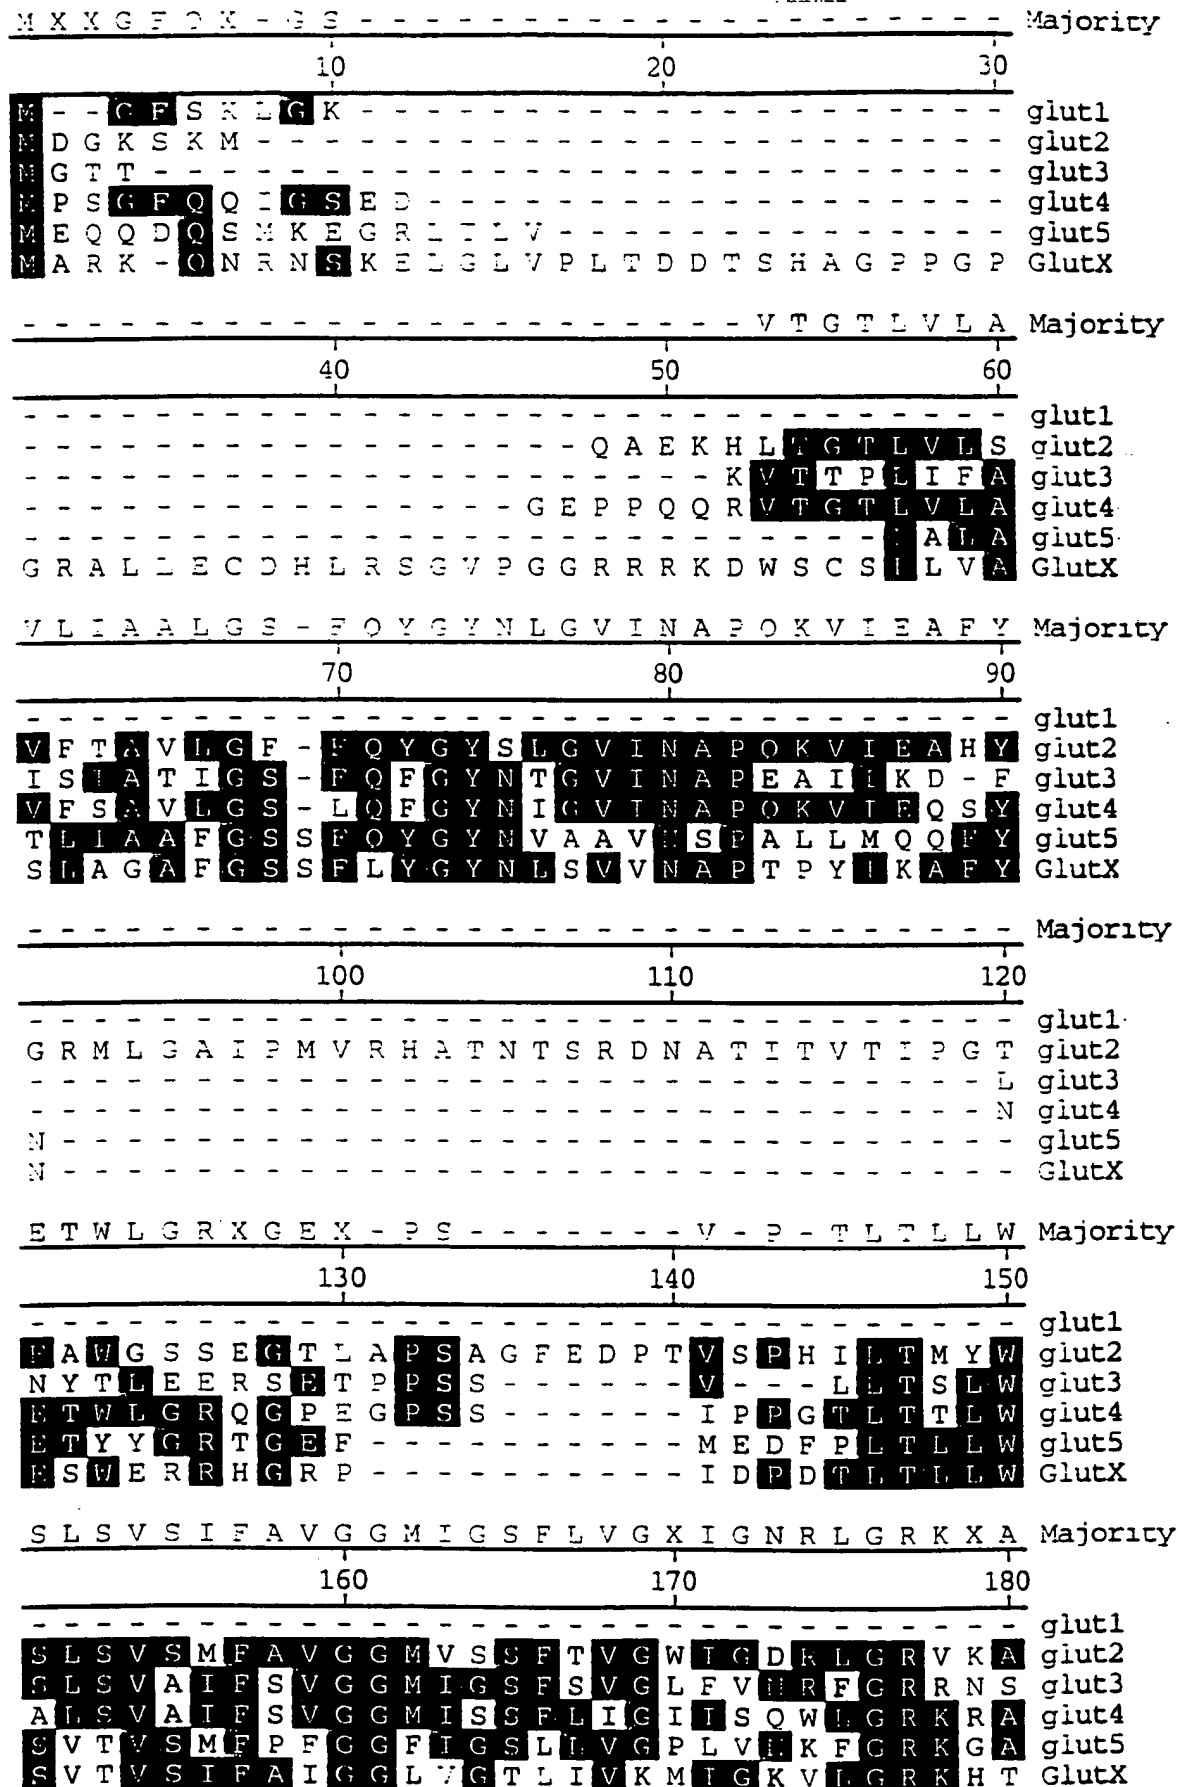 M X X G F Q K - G S - - - - - - - - - - - - - - - - - - - - Majority
10 20 30
M - - G F S K L G K - - - - - - - - - - - - - - - - - - - - glut1
M D G K S K M - - - - - - - - - - - - - - - - - - - - - - - glut2
M G T T - - - - - - - - - - - - - - - - - - - - - - - - - - glut3
M P S G F Q Q I G S E D - - - - - - - - - - - - - - - - - - glut4
M E Q Q D Q S M K E G R L T L V - - - - - - - - - - - - - - glut5
M A R K - Q N R N S K E L G L V P L T D D T S H A G P P G P GlutX
- - - - - - - - - - - - - - - - - - - - - - V T G T L V L A Majority
40 50 60
- - - - - - - - - - - - - - - - - - - - - - - - - - - - - - glut1
- - - - - - - - - - - - - - - - - Q A E K H L T G T L V L S glut2
- - - - - - - - - - - - - - - - - - - - - K V T T P L I F A glut3
- - - - - - - - - - - - - - - G E P P Q Q R V T G T L V L A glut4
- - - - - - - - - - - - - - - - - - - - - - - - - - I A L A glut5
G R A L L E C D H L R S G V P G G R R R K D W S C S I L V A GlutX
V L I A A L G S - F Q Y G Y N L G V I N A P Q K V I E A F Y Majority
70 80 90
- - - - - - - - - - - - - - - - - - - - - - - - - - - - - - glut1
V F T A V L G F - F Q Y G Y S L G V I N A P Q K V I E A H Y glut2
I S I A T I G S - F Q F G Y N T G V I N A P E A I I K D - F glut3
V F S A V L G S - L Q F G Y N I G V I N A P Q K V I E Q S Y glut4
T L I A A F G S S F Q Y G Y N V A A V N S P A L L M Q Q F Y glut5
S L A G A F G S S F L Y G Y N L S V V N A P T P Y I K A F Y GlutX
- - - - - - - - - - - - - - - - - - - - - - - - - - - - - - Majority
100 110 120
- - - - - - - - - - - - - - - - - - - - - - - - - - - - - - glut1
G R M L G A I P M V R H A T N T S R D N A T I T V T I P G T glut2
- - - - - - - - - - - - - - - - - - - - - - - - - - - - - L glut3
- - - - - - - - - - - - - - - - - - - - - - - - - - - - - N glut4
N - - - - - - - - - - - - - - - - - - - - - - - - - - - - - glut5
N - - - - - - - - - - - - - - - - - - - - - - - - - - - - - GlutX
E T W L G R X G E X - P S - - - - - - - V - P - T L T L L W Majority
130 140 150
- - - - - - - - - - - - - - - - - - - - - - - - - - - - - - glut1
E A W G S S E G T L A P S A G F E D P T V S P H I L T M Y W glut2
N Y T L E E R S E T P P S S - - - - - - V - - - L L T S L W glut3
E T W L G R Q G P E G P S S - - - - - - I P P G T L T T L W glut4
E T Y Y G R T G E F - - - - - - - - - - M E D F P L T L L W glut5
E S W E R R H G R P - - - - - - - - - - I D P D T L T L L W GlutX
S L S V S I F A V G G M I G S F L V G X I G N R L G R K X A Majority
160 170 180
- - - - - - - - - - - - - - - - - - - - - - - - - - - - - - glut1
S L S V S M F A V G G M V S S F T V G W I G D R L G R V K A glut2
S L S V A I F S V G G M I G S F S V G L F V N R F G R R N S glut3
A L S V A I F S V G G M I S S F L I G I I S Q W L G R K R A glut4
S V T V S M F P F G G F I G S L L V G P L V N K F G R K G A glut5
S V T V S I F A I G G L V G T L I V K M I G K V L G R K H T GlutX